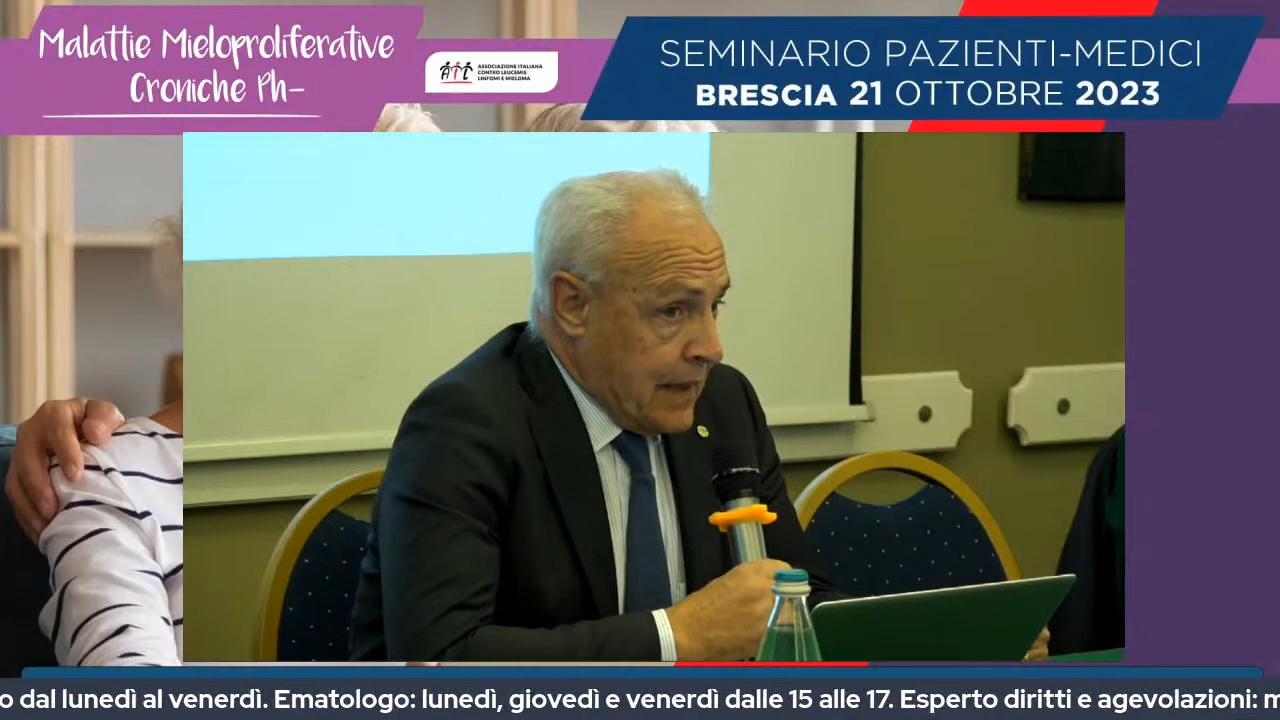 Malattie Mieloproliferative
Croniche Ph-
AIL
ASSOCIAZIONE ITALIANA
CONTRO LEUCEMIE
LINFOMI E MIELOMA
SEMINARIO PAZIENTI-MEDICI
BRESCIA 21 OTTOBRE 2023
o dal lunedì al venerdì. Ematologo: lunedì, giovedì e venerdì dalle 15 alle 17. Esperto diritti e agevolazioni: m